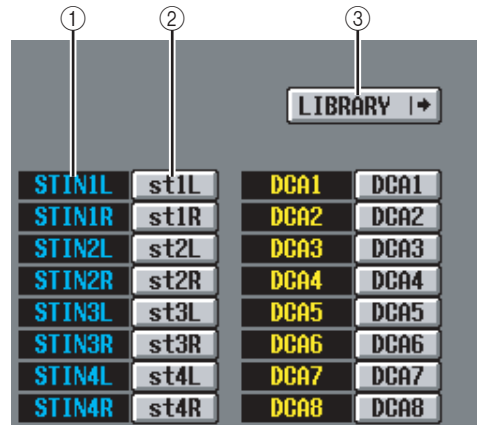 ① ② ③
LIBRARY |➔
STIN1L st1L DCA1 DCA1
STIN1R st1R DCA2 DCA2
STIN2L st2L DCA3 DCA3
STIN2R st2R DCA4 DCA4
STIN3L st3L DCA5 DCA5
STIN3R st3R DCA6 DCA6
STIN4L st4L DCA7 DCA7
STIN4R st4R DCA8 DCA8